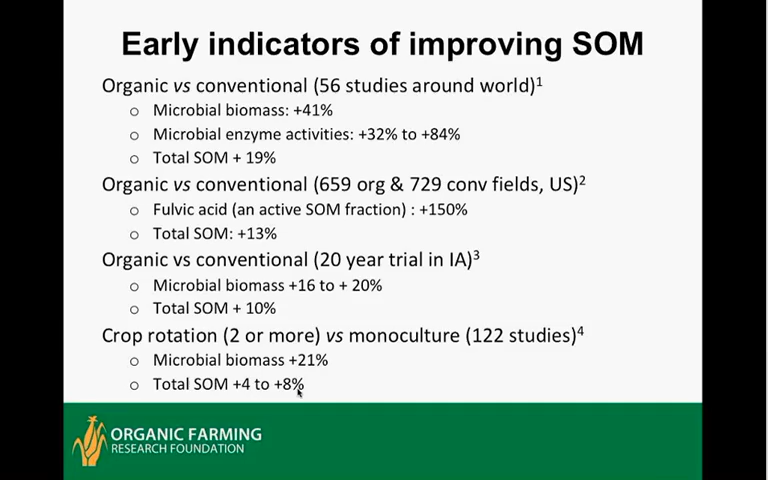 Early indicators of improving SOM
Organic vs conventional (56 studies around world)1
o Microbial biomass: +41%
o Microbial enzyme activities: +32% to +84%
o Total SOM + 19%
Organic vs conventional (659 org & 729 conv fields, US)2
o Fulvic acid (an active SOM fraction) : +150%
o Total SOM: +13%
Organic vs conventional (20 year trial in IA)3
o Microbial biomass +16 to + 20%
o Total SOM + 10%
Crop rotation (2 or more) vs monoculture (122 studies)4
o Microbial biomass +21%
o Total SOM +4 to +8%
ORGANIC FARMING
RESEARCH FOUNDATION